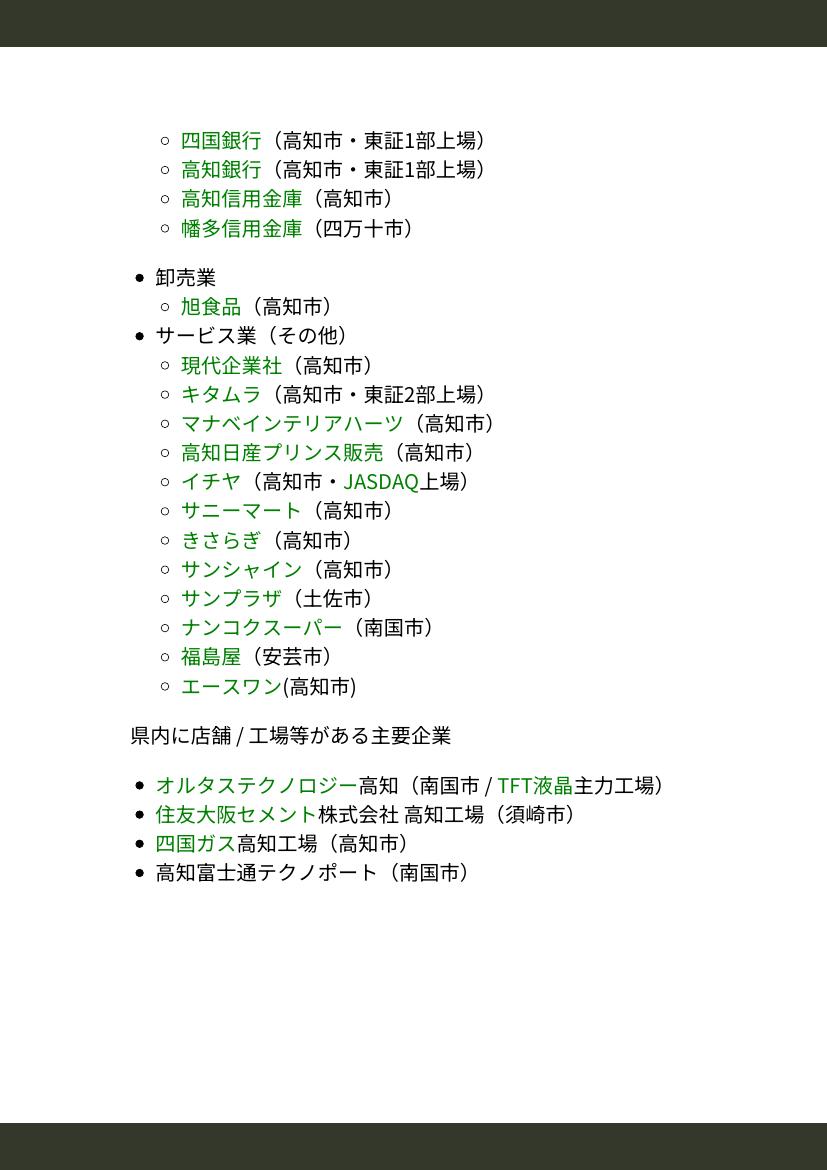 四国銀行（高知市・東証1部上場）
高知銀行（高知市・東証1部上場）
高知信用金庫（高知市）
幡多信用金庫（四万十市）
卸売業
旭食品（高知市）
サービス業（その他）
現代企業社（高知市）
キタムラ（高知市・東証2部上場）
マナベインテリアハーツ（高知市）
高知日産プリンス販売（高知市）
イチヤ（高知市・JASDAQ上場）
サニーマート（高知市）
きさらぎ（高知市）
サンシャイン（高知市）
サンプラザ（土佐市）
ナンコクスーパー（南国市）
福島屋（安芸市）
エースワン(高知市)
県内に店舗 / 工場等がある主要企業
オルタステクノロジー高知（南国市 / TFT液晶主力工場）
住友大阪セメント株式会社 高知工場（須崎市）
四国ガス高知工場（高知市）
高知富士通テクノポート（南国市）